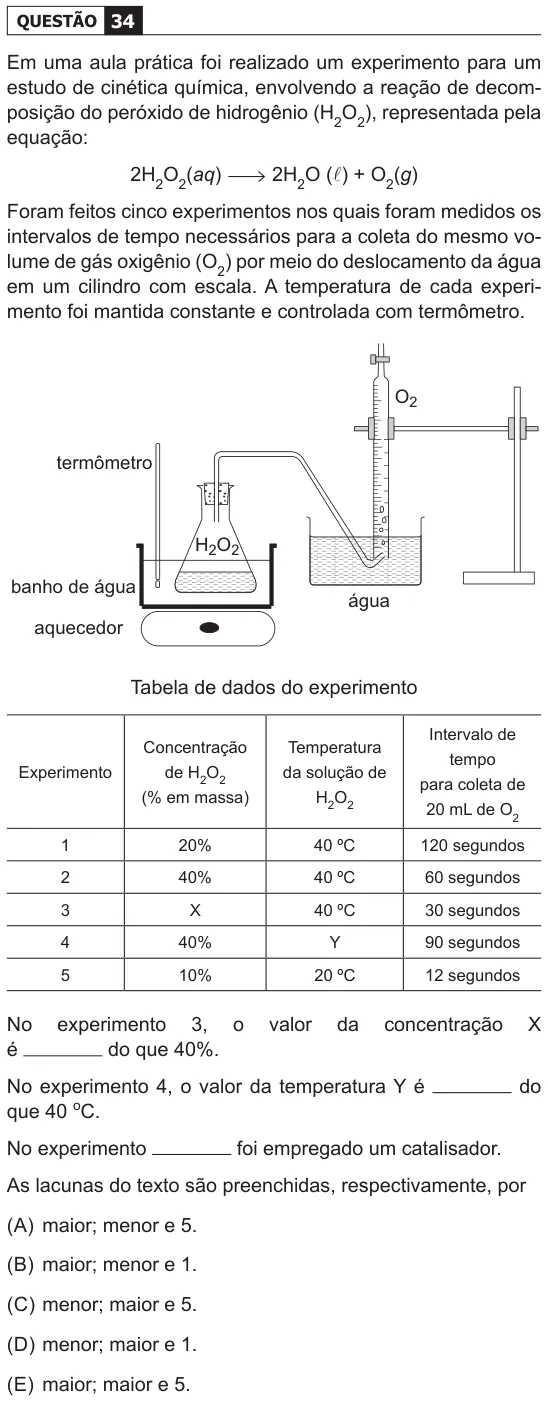 QUESTÃO 34
Em uma aula prática foi realizado um experimento para um
estudo de cinética química, envolvendo a reação de decom-
posição do peróxido de hidrogênio (H2O2), representada pela
equação:
2H2O2(aq) ⟶ 2H2O (ℓ) + O2(g)
Foram feitos cinco experimentos nos quais foram medidos os
intervalos de tempo necessários para a coleta do mesmo vo-
lume de gás oxigênio (O2) por meio do deslocamento da água
em um cilindro com escala. A temperatura de cada experi-
mento foi mantida constante e controlada com termômetro.
O2
termômetro
H2O2
banho de água
água
aquecedor
Tabela de dados do experimento
Experimento
Concentração
de H2O2
(% em massa)
Temperatura
da solução de
H2O2
Intervalo de
tempo
para coleta de
20 mL de O2
1 20% 40 ºC 120 segundos
2 40% 40 ºC 60 segundos
3 X 40 ºC 30 segundos
4 40% Y 90 segundos
5 10% 20 ºC 12 segundos
No experimento 3, o valor da concentração X
é ________ do que 40%.
No experimento 4, o valor da temperatura Y é ________ do
que 40 ºC.
No experimento ________ foi empregado um catalisador.
As lacunas do texto são preenchidas, respectivamente, por
(A) maior; menor e 5.
(B) maior; menor e 1.
(C) menor; maior e 5.
(D) menor; maior e 1.
(E) maior; maior e 5.